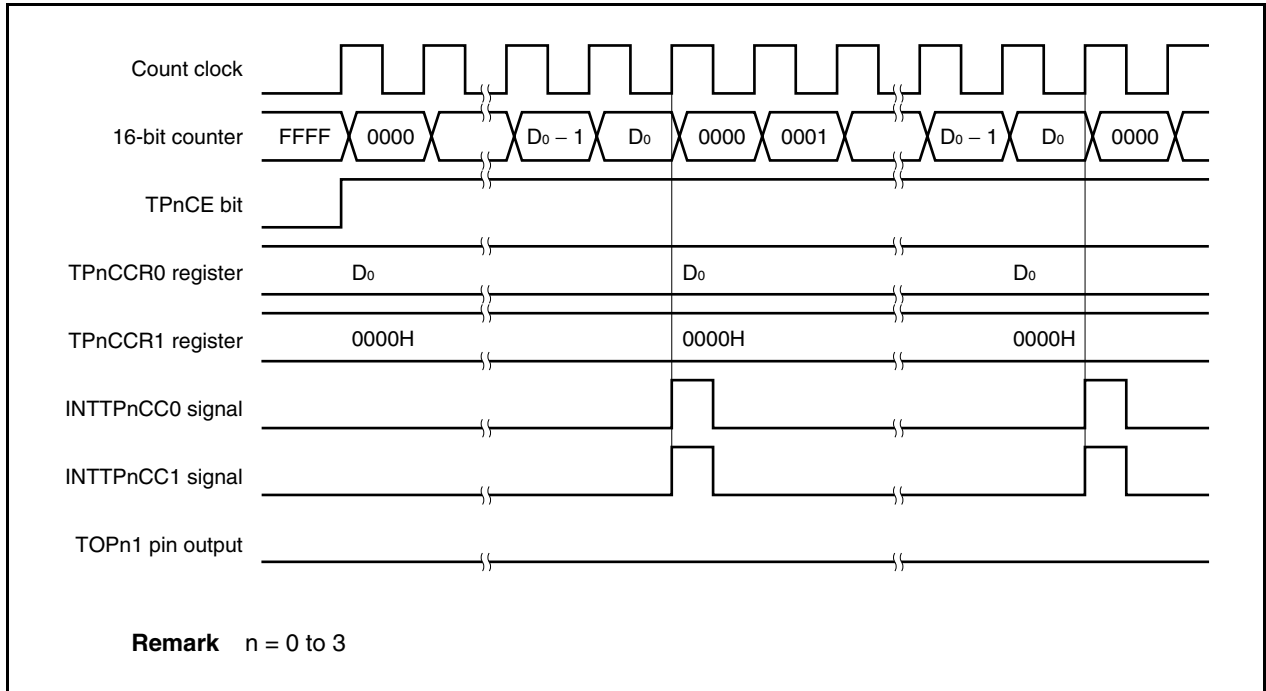 Count clock
16-bit counter FFFF 0000 D₀ − 1 D₀ 0000 0001 D₀ − 1 D₀ 0000
TPnCE bit
TPnCCR0 register D₀ D₀ D₀
TPnCCR1 register 0000H 0000H 0000H
INTTPnCC0 signal
INTTPnCC1 signal
TOPn1 pin output
Remark n = 0 to 3